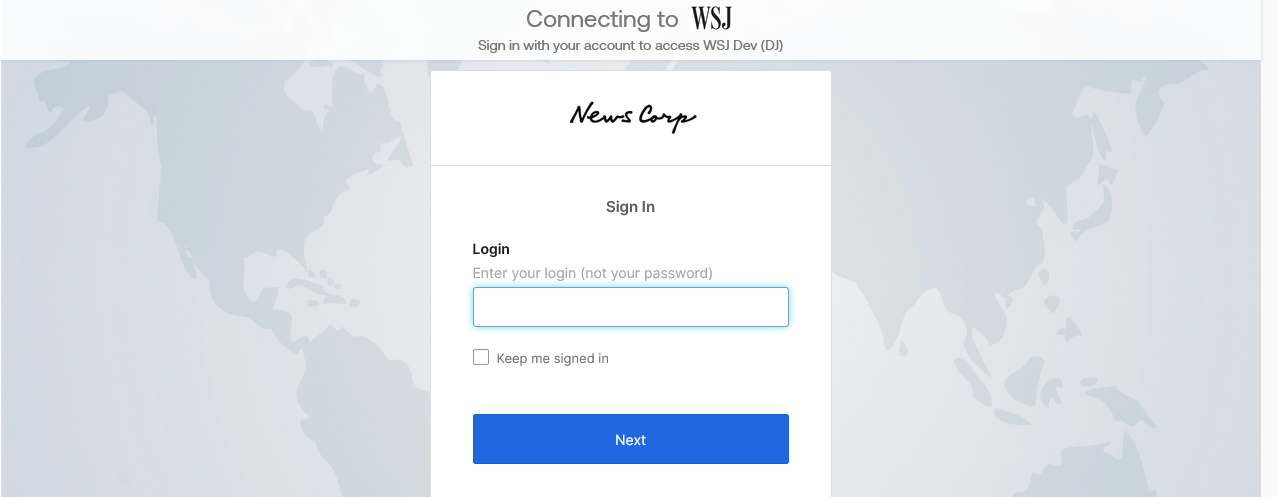 Connecting to WSJ
Sign in with your account to access WSJ Dev (DJ)
News Corp
Sign In
Login
Enter your login (not your password)
Keep me signed in
Next